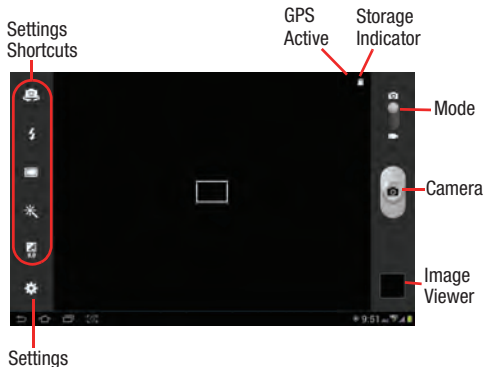 Settings
Shortcuts
GPS
Active
Storage
Indicator
Mode
Camera
Image
Viewer
9:51
Settings